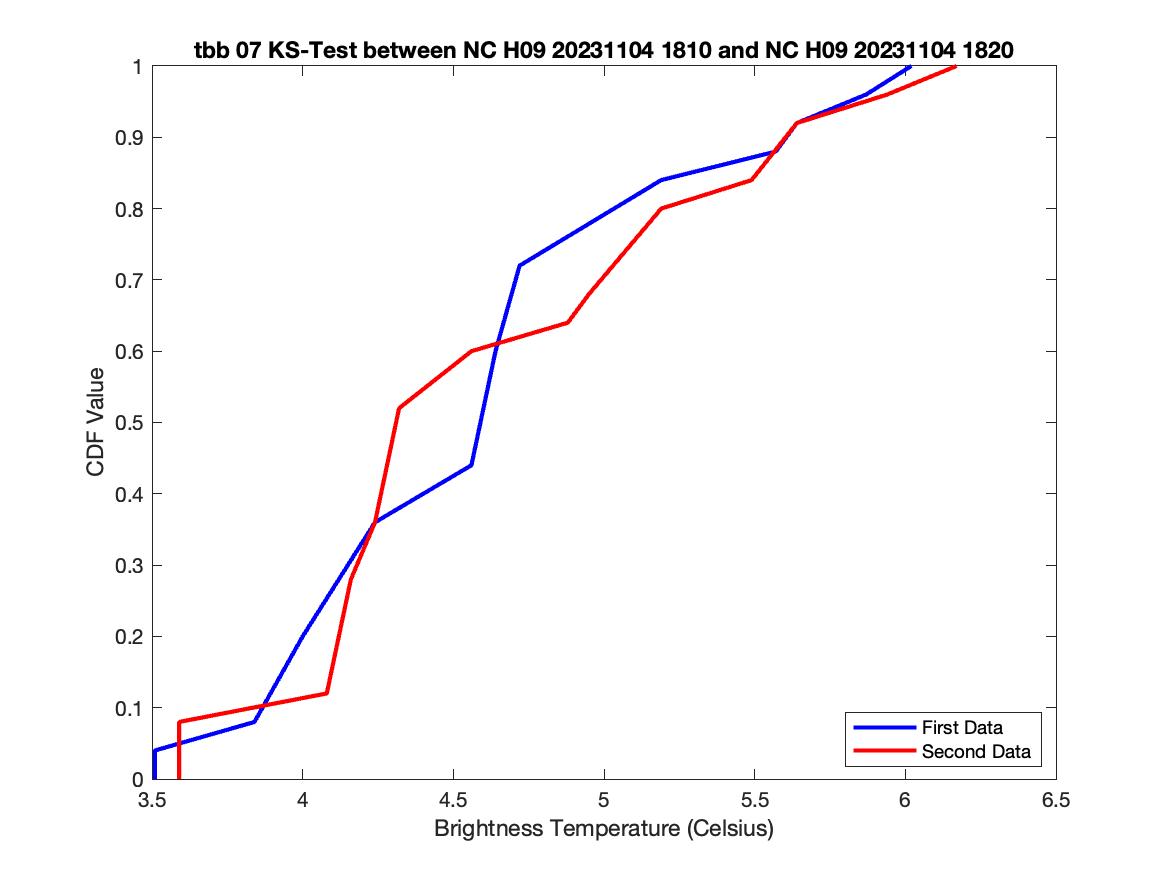 tbb 07 KS-Test between NC H09 20231104 1810 and NC H09 20231104 1820
1
0.9
0.8
0.7
0.6
0.5
0.4
0.3
0.2
0.1
0
CDF Value
First Data
Second Data
3.5 4 4.5 5 5.5 6 6.5
Brightness Temperature (Celsius)